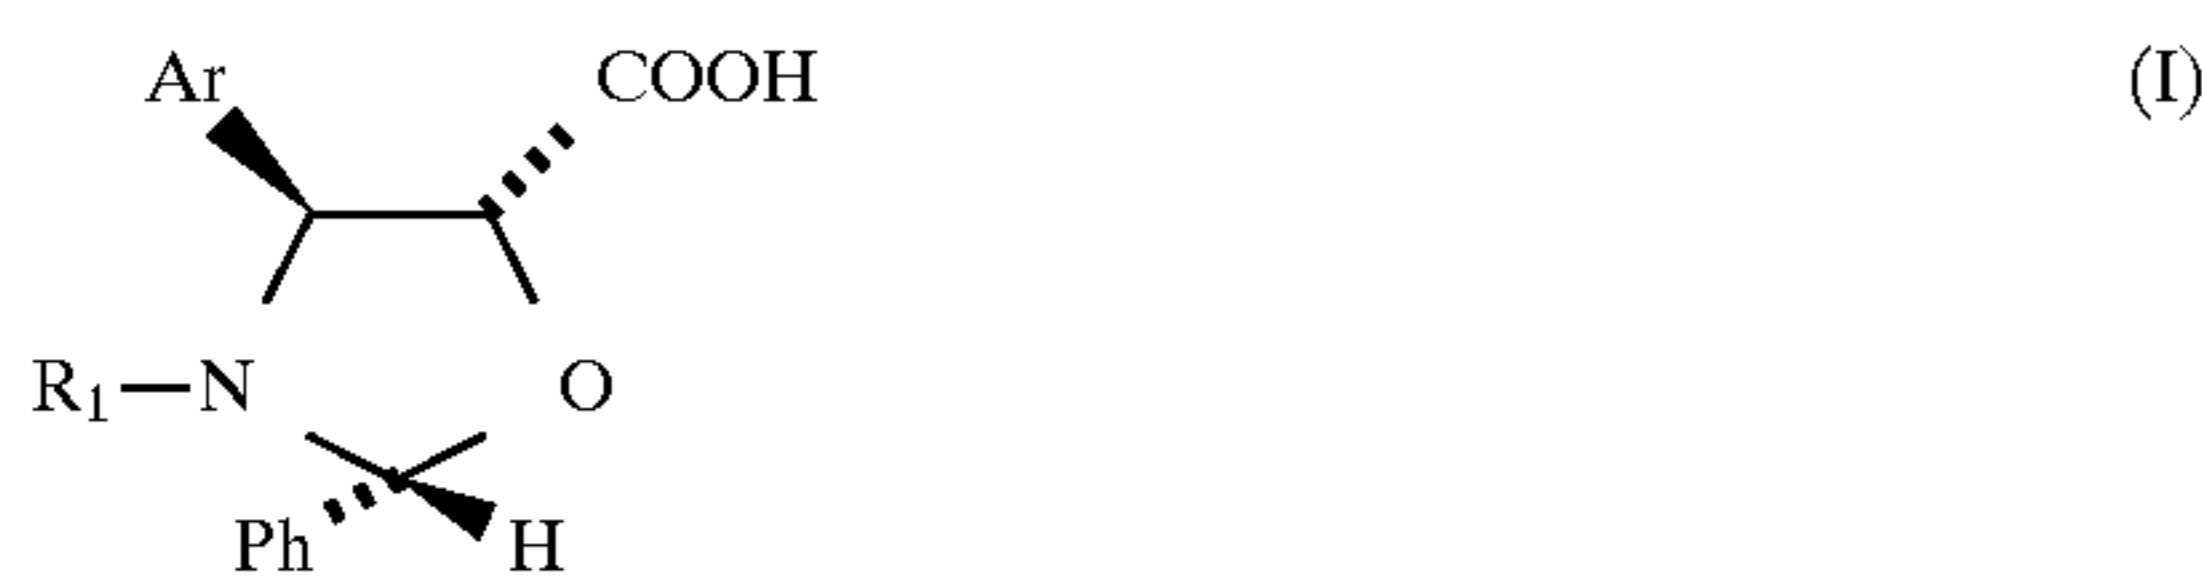 Ar COOH (I)
R₁—N O
Ph H